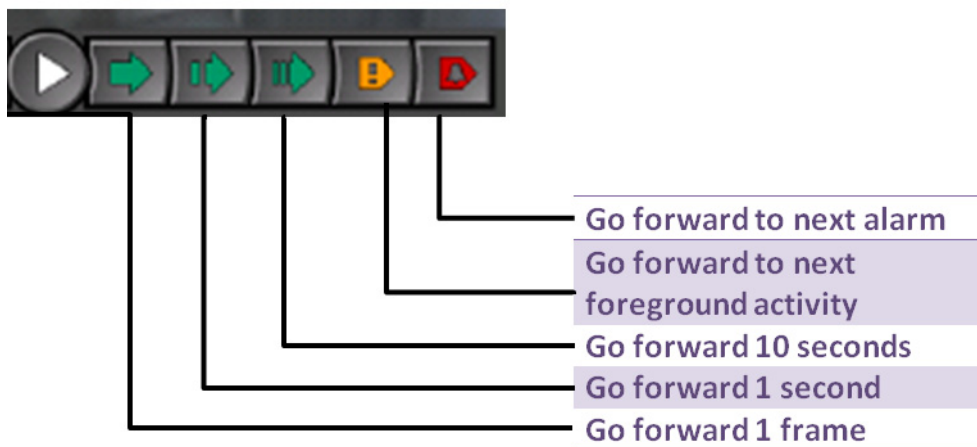 Go forward to next alarm
Go forward to next
foreground activity
Go forward 10 seconds
Go forward 1 second
Go forward 1 frame